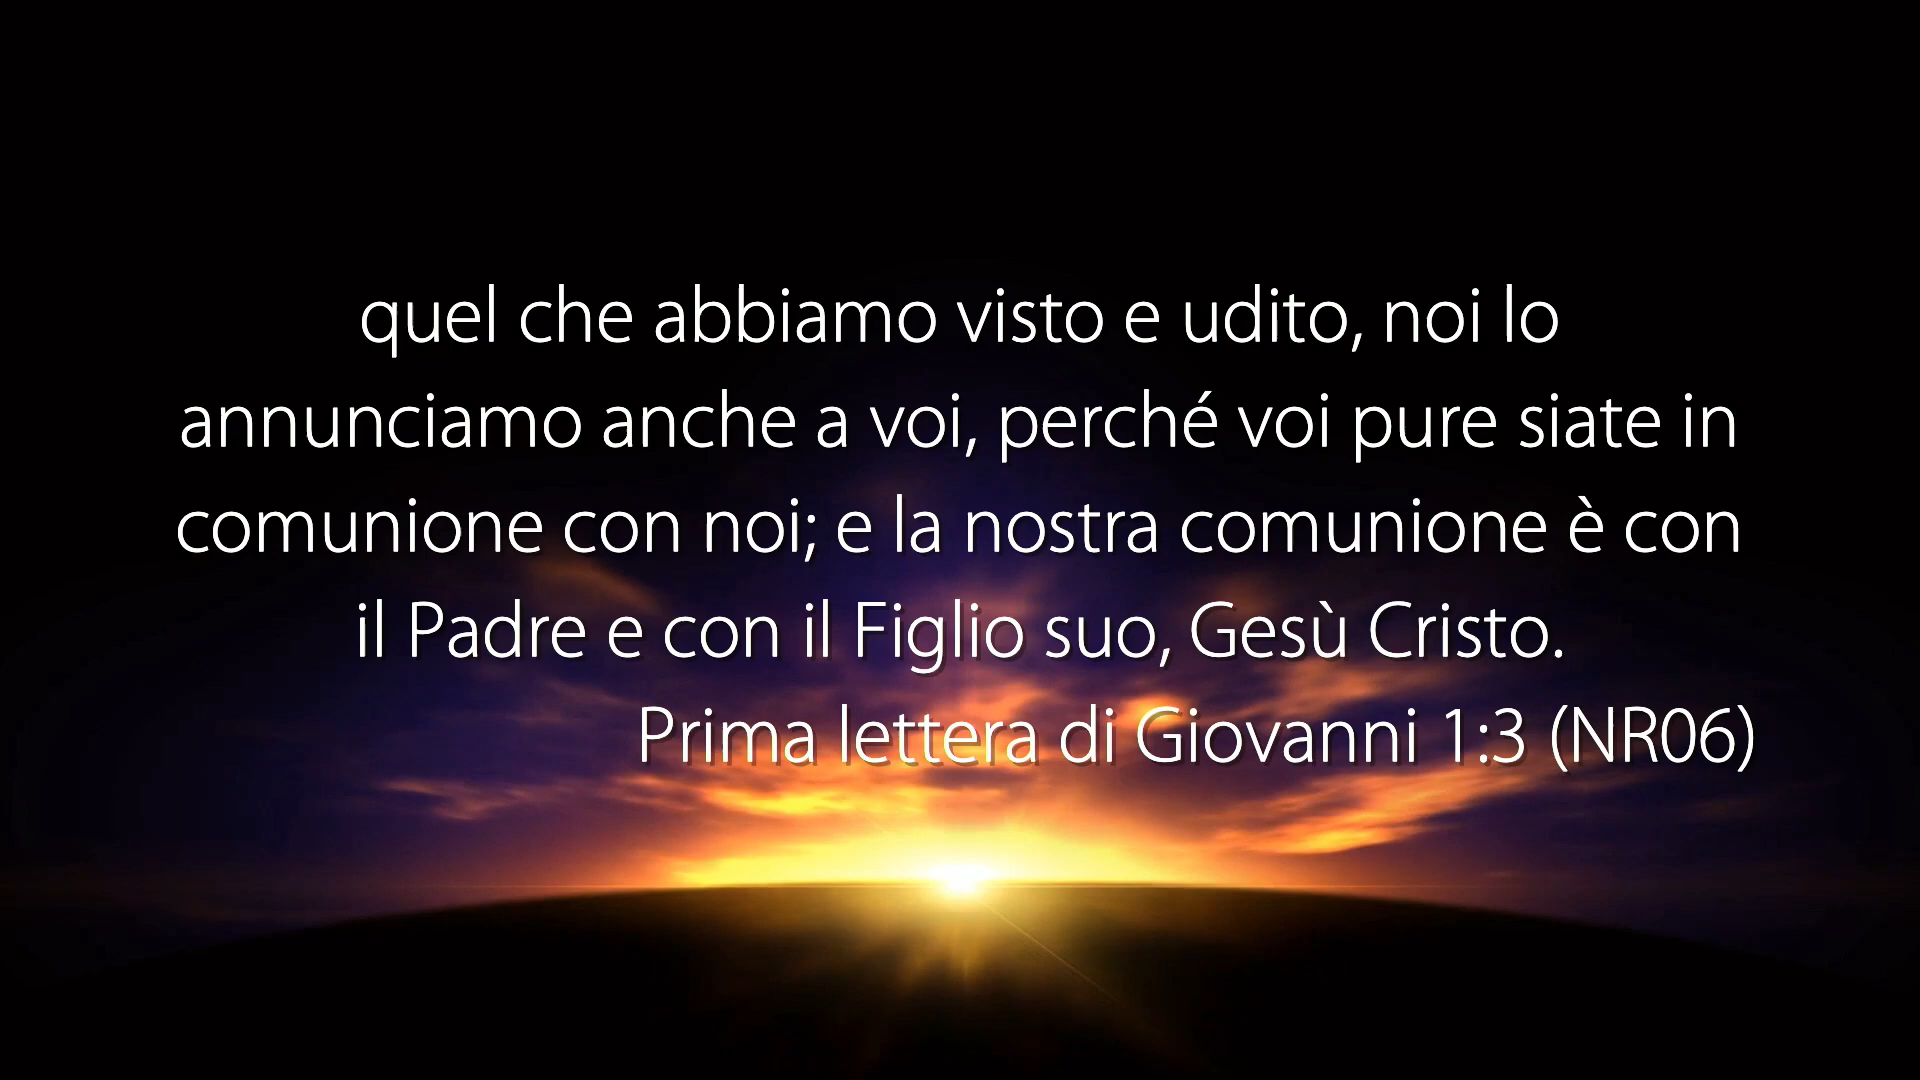 quel che abbiamo visto e udito, noi lo
annunciamo anche a voi, perché voi pure siate in
comunione con noi; e la nostra comunione è con
il Padre e con il Figlio suo, Gesù Cristo.
Prima lettera di Giovanni 1:3 (NR06)